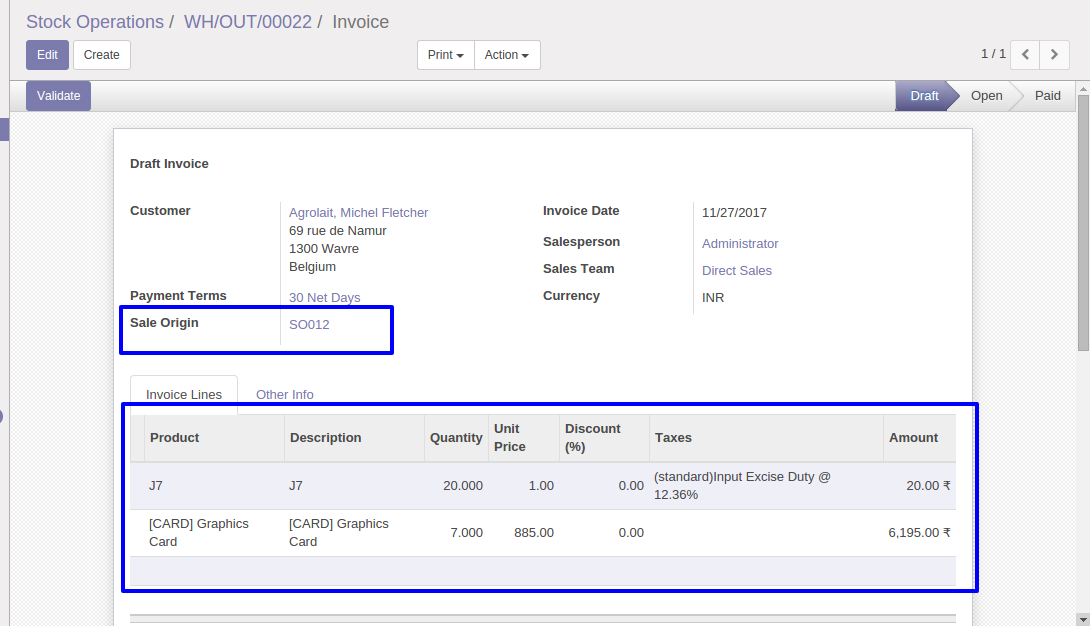 Stock Operations / WH/OUT/00022 / Invoice
Edit Create Print Action 1 / 1
Validate Draft Open Paid
Draft Invoice
Customer Agrolait, Michel Fletcher Invoice Date 11/27/2017
69 rue de Namur
1300 Wavre Salesperson Administrator
Belgium Sales Team Direct Sales
Payment Terms 30 Net Days Currency INR
Sale Origin SO012
Invoice Lines Other Info
Product Description Quantity Unit Price Discount (%) Taxes Amount
J7 J7 20.000 1.00 0.00 (standard)Input Excise Duty @ 12.36% 20.00 ₹
[CARD] Graphics Card [CARD] Graphics Card 7.000 885.00 0.00 6,195.00 ₹